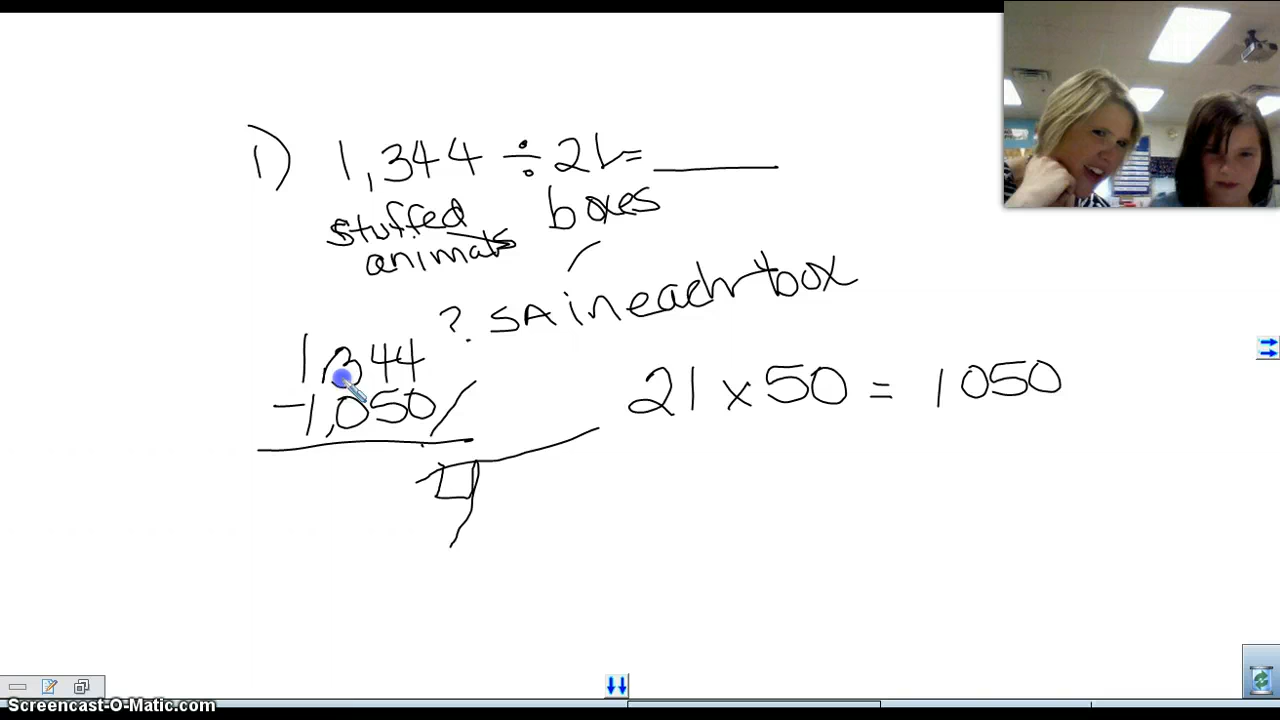 1) 1,344 ÷ 21 = ______
stuffed animals
boxes
? SA in each box
1,344
-1,050
21 x 50 = 1050
Screencast-O-Matic.com